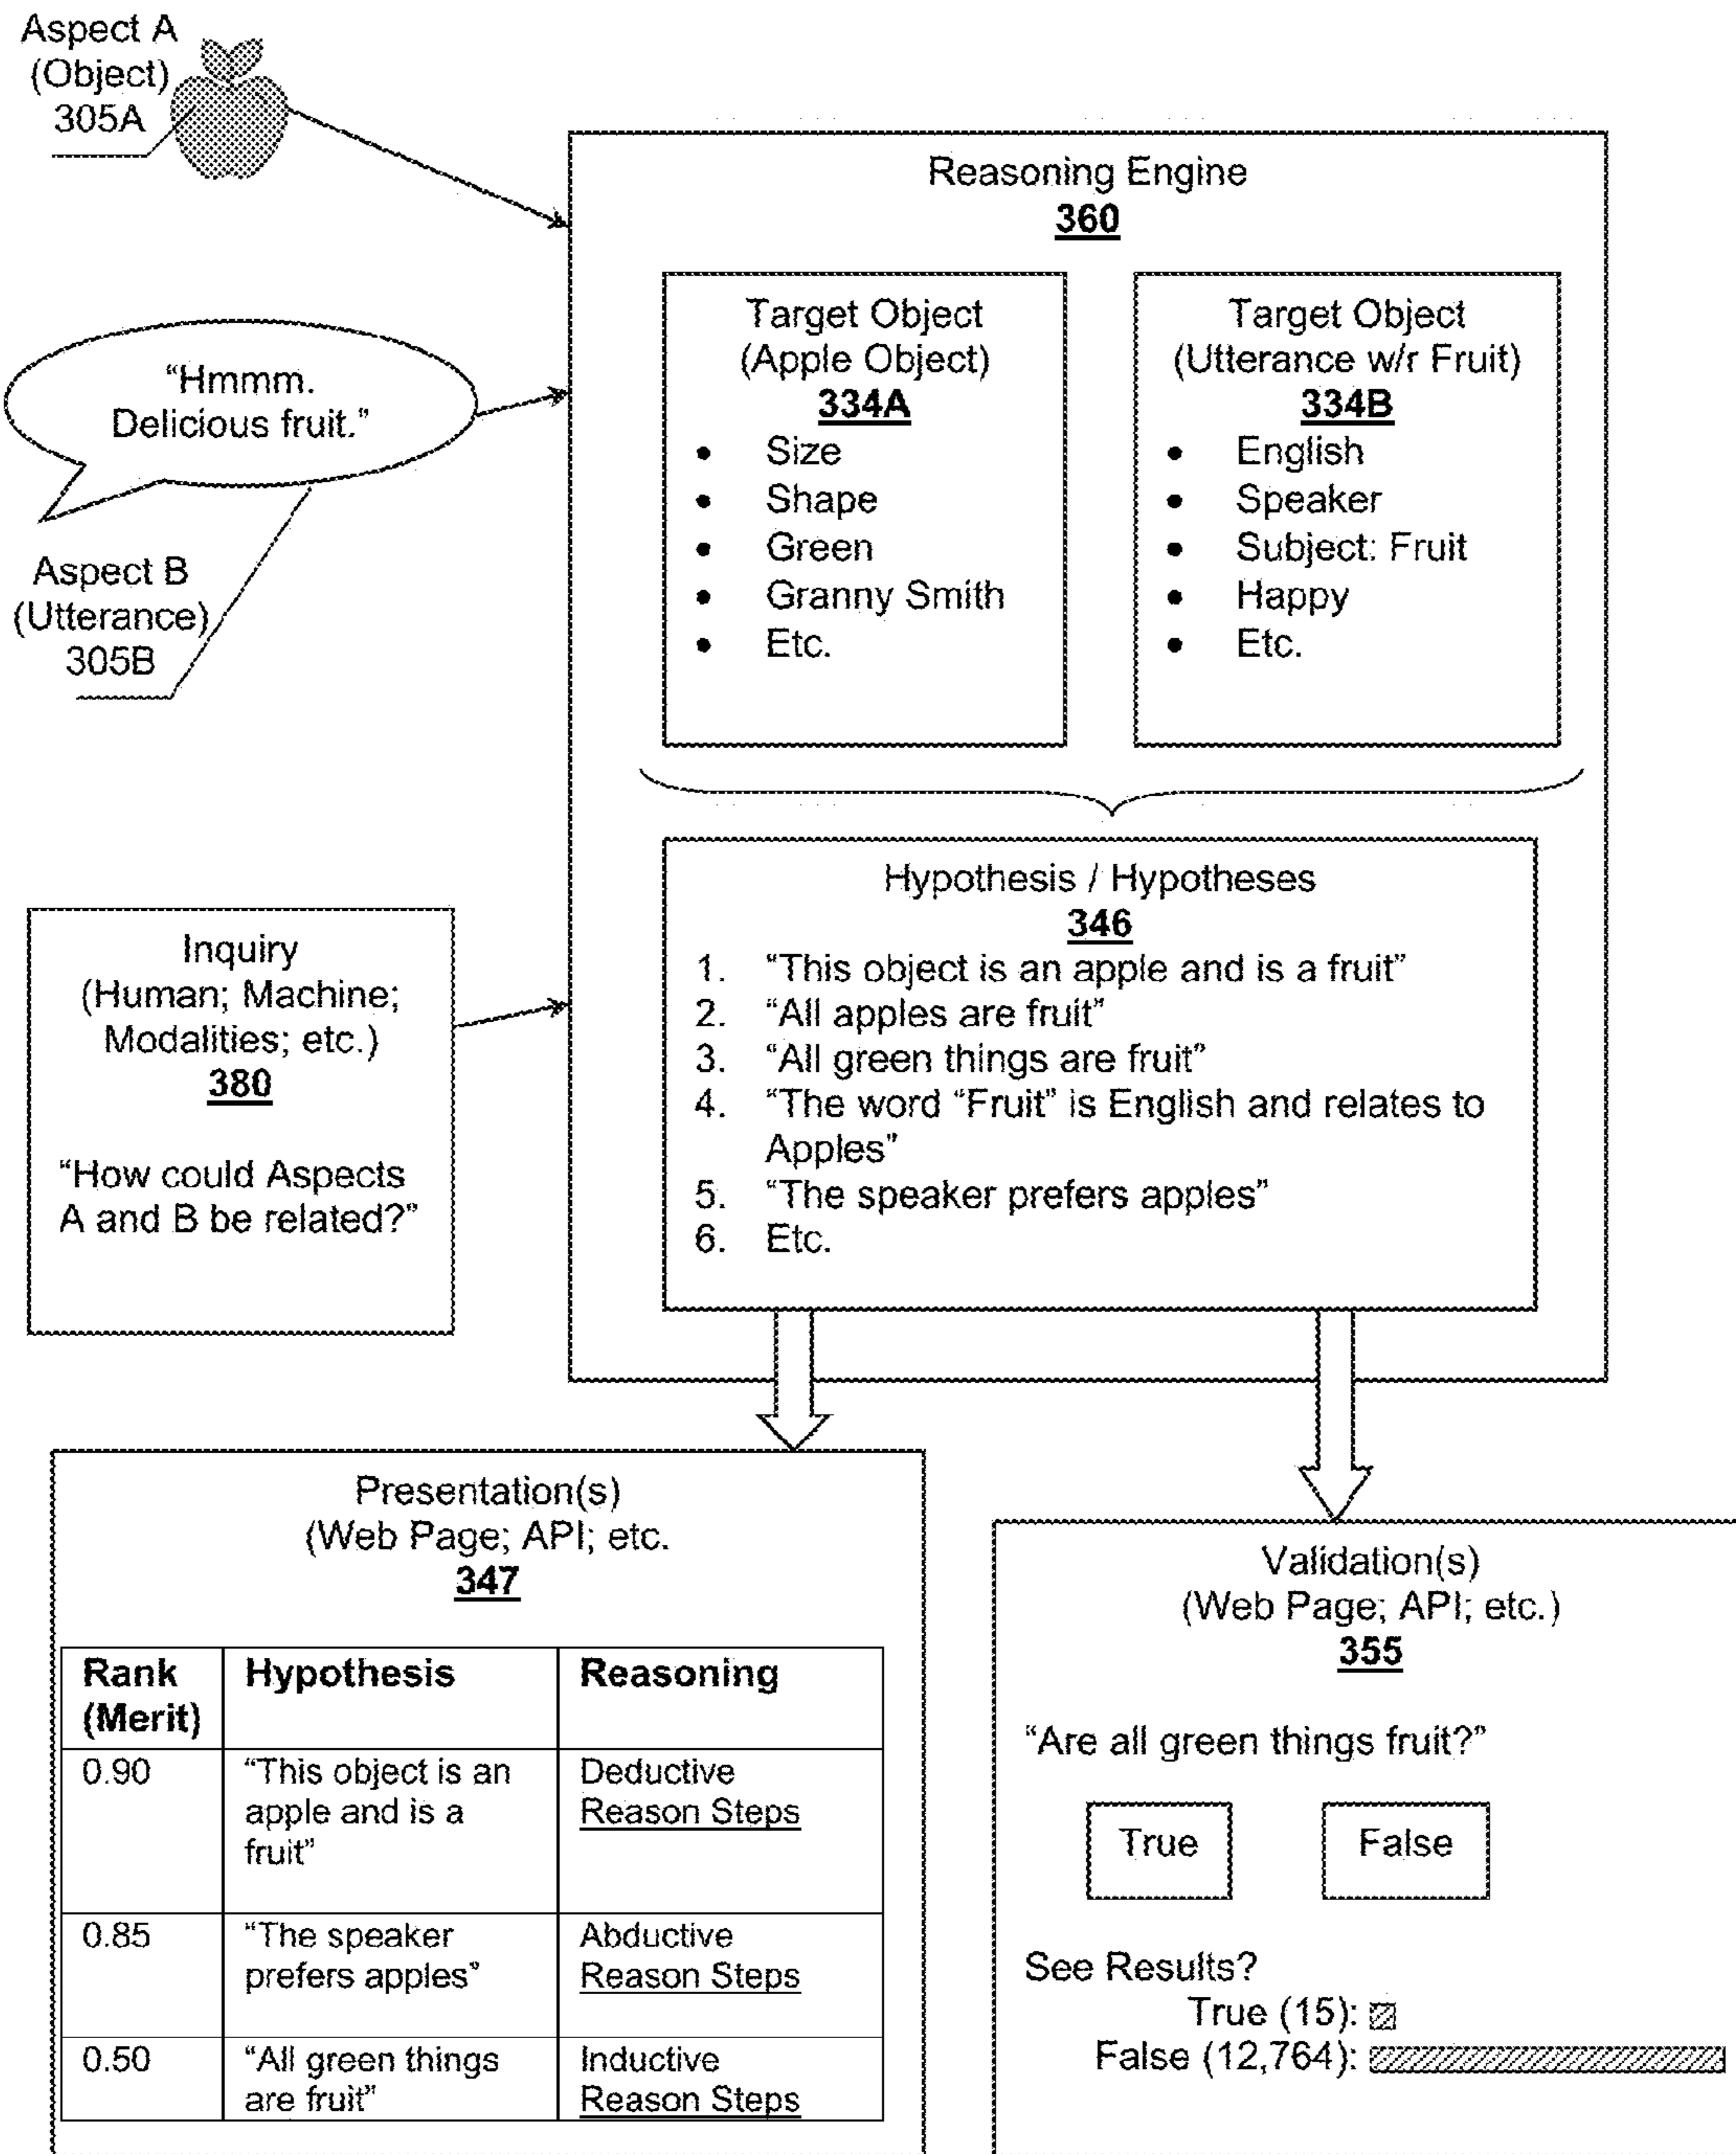 Aspect A
(Object)
305A
Reasoning Engine
360
Target Object
(Apple Object)
334A
• Size
• Shape
• Green
• Granny Smith
• Etc.
Target Object
(Utterance w/r Fruit)
334B
• English
• Speaker
• Subject: Fruit
• Happy
• Etc.
“Hmmm.
Delicious fruit.”
Aspect B
(Utterance)
305B
Hypothesis / Hypotheses
346
1. “This object is an apple and is a fruit”
2. “All apples are fruit”
3. “All green things are fruit”
4. “The word “Fruit” is English and relates to
Apples”
5. “The speaker prefers apples”
6. Etc.
Inquiry
(Human; Machine;
Modalities; etc.)
380
“How could Aspects
A and B be related?”
Presentation(s)
(Web Page; API; etc.
347
Rank
(Merit)
Hypothesis
Reasoning
0.90
“This object is an
apple and is a
fruit”
Deductive
Reason Steps
0.85
“The speaker
prefers apples”
Abductive
Reason Steps
0.50
“All green things
are fruit”
Inductive
Reason Steps
Validation(s)
(Web Page; API; etc.)
355
“Are all green things fruit?”
True
False
See Results?
True (15):
False (12,764):